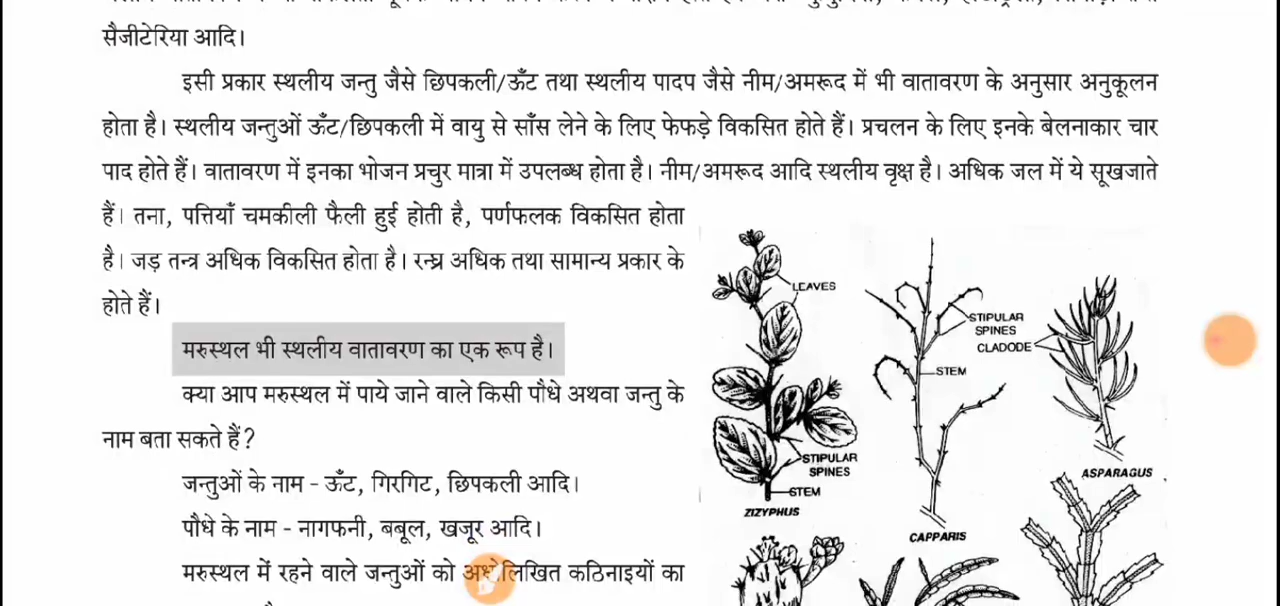 सैजीटेरिया आदि।
इसी प्रकार स्थलीय जन्तु जैसे छिपकली/ऊँट तथा स्थलीय पादप जैसे नीम/अमरूद में भी वातावरण के अनुसार अनुकूलन
होता है। स्थलीय जन्तुओं ऊँट/छिपकली में वायु से साँस लेने के लिए फेफड़े विकसित होते हैं। प्रचलन के लिए इनके बेलनाकार चार
पाद होते हैं। वातावरण में इनका भोजन प्रचुर मात्रा में उपलब्ध होता है। नीम/अमरूद आदि स्थलीय वृक्ष है। अधिक जल में ये सूखजाते
हैं। तना, पत्तियाँ चमकीली फैली हुई होती है, पर्णफलक विकसित होता
है। जड़ तन्त्र अधिक विकसित होता है। रन्ध्र अधिक तथा सामान्य प्रकार के
होते हैं।
मरुस्थल भी स्थलीय वातावरण का एक रूप है।
क्या आप मरुस्थल में पाये जाने वाले किसी पौधे अथवा जन्तु के
नाम बता सकते हैं?
जन्तुओं के नाम - ऊँट, गिरगिट, छिपकली आदि।
पौधे के नाम - नागफनी, बबूल, खजूर आदि।
मरुस्थल में रहने वाले जन्तुओं को अधोलिखित कठिनाइयों का
LEAVES
STIPULAR
SPINES
STEM
ZIZYPHUS
STIPULAR
SPINES
CLADODE
STEM
CAPPARIS
ASPARAGUS